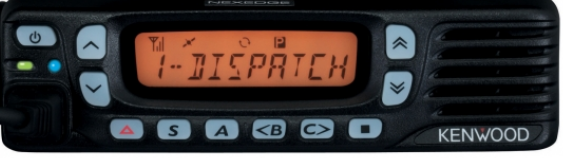 NEXEDGE
P
1-DISPATCH
S A <B C>
KENWOOD